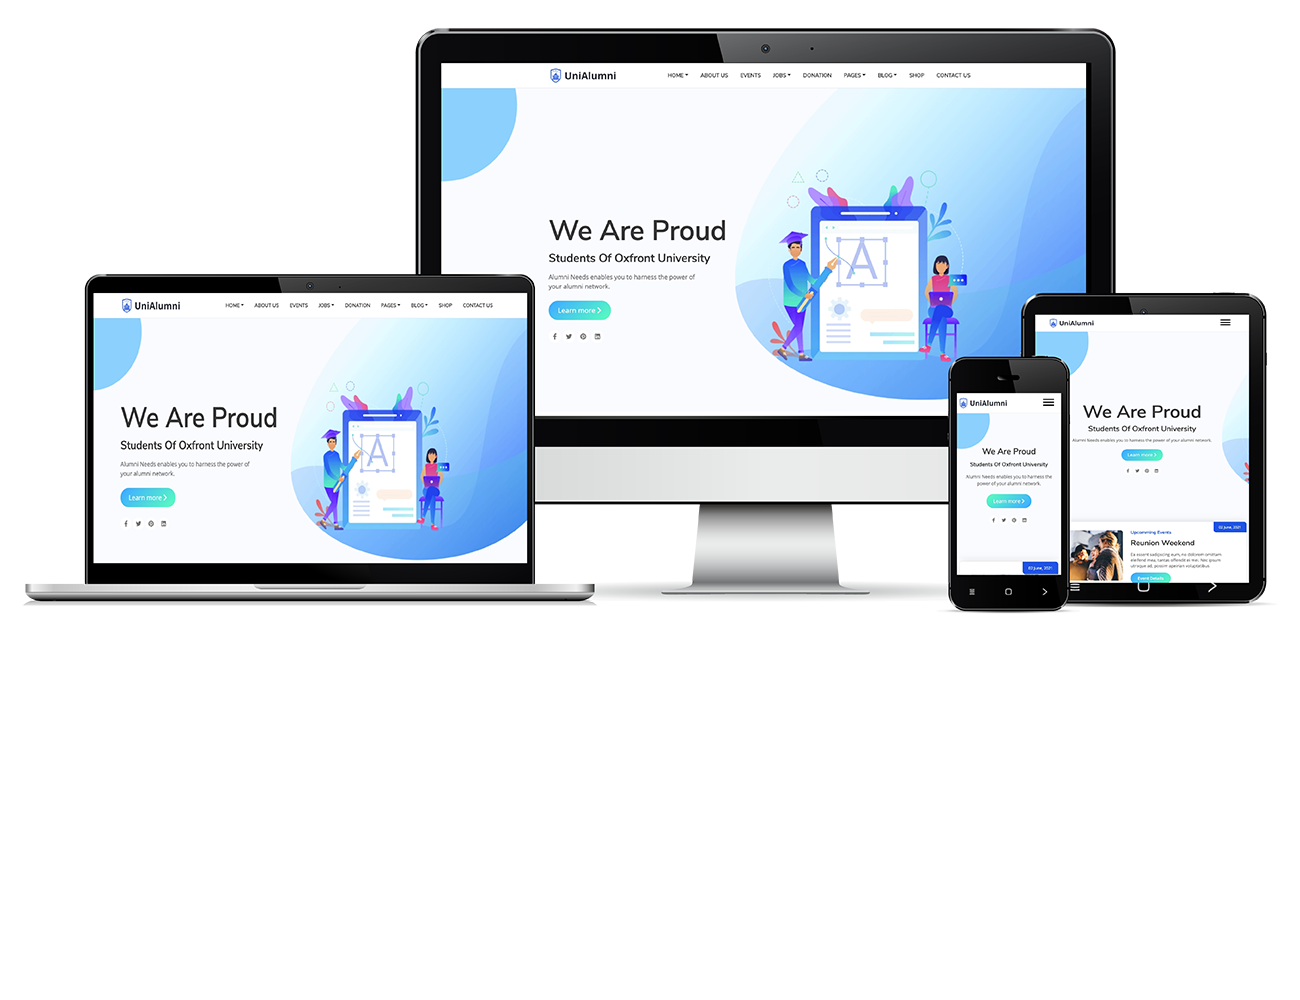 UniAlumni
HOME ABOUT US EVENTS JOBS DONATION PAGES BLOG SHOP CONTACT US
We Are Proud
Students Of Oxfront University
Alumni Needs enables you to harness the power of
your alumni network.
Learn more
A
UniAlumni
HOME ABOUT US EVENTS JOBS DONATION PAGES BLOG SHOP CONTACT US
We Are Proud
Students Of Oxfront University
Alumni Needs enables you to harness the power of
your alumni network.
Learn more
A
UniAlumni
We Are Proud
Students Of Oxfront University
Alumni Needs enables you to harness the
power of your alumni network.
Learn more
02 June, 2021
UniAlumni
We Are Proud
Students Of Oxfront University
Alumni Needs enables you to harness the power of your alumni network.
Learn more
02 June, 2021
Upcomming Events
Reunion Weekend
Event Details